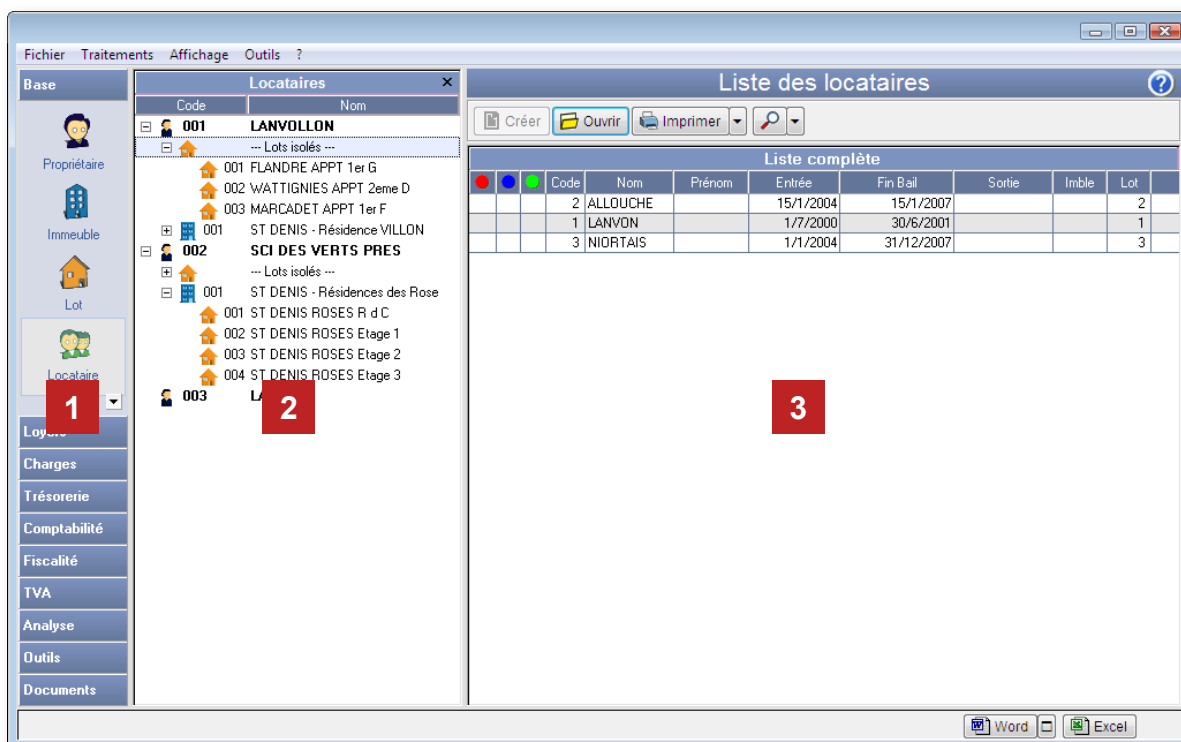 Fichier Traitements Affichage Outils ?
Base
Propriétaire
Immeuble
Lot
Locataire
1
Loyers
Charges
Trésorerie
Comptabilité
Fiscalité
TVA
Analyse
Outils
Documents
Locataires ×
Code Nom
001 LANVOLLON
--- Lots isolés ---
001 FLANDRE APPT 1er G
002 WATTIGNIES APPT 2eme D
003 MARCADET APPT 1er F
001 ST DENIS - Résidence VILLON
002 SCI DES VERTS PRES
--- Lots isolés ---
001 ST DENIS - Résidences des Rose
001 ST DENIS ROSES R d C
002 ST DENIS ROSES Etage 1
003 ST DENIS ROSES Etage 2
004 ST DENIS ROSES Etage 3
003
2
Liste des locataires ?
Créer Ouvrir Imprimer
Liste complète
Code Nom Prénom Entrée Fin Bail Sortie Imble Lot
2 ALLOUCHE 15/1/2004 15/1/2007 2
1 LANVON 1/7/2000 30/6/2001 1
3 NIORTAIS 1/1/2004 31/12/2007 3
3
Word Excel